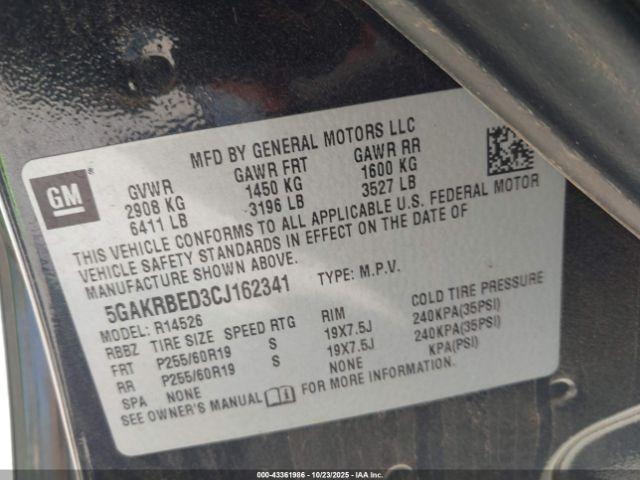 MFD BY GENERAL MOTORS LLC
GM
GVWR GAWR FRT GAWR RR
2908 KG 1450 KG 1600 KG
6411 LB 3196 LB 3527 LB
THIS VEHICLE CONFORMS TO ALL APPLICABLE U.S. FEDERAL MOTOR
VEHICLE SAFETY STANDARDS IN EFFECT ON THE DATE OF
MANUFACTURE SHOWN ABOVE.
5GAKRBED3CJ162341 TYPE: M.P.V.
MODEL: R14526
RBBZ TIRE SIZE SPEED RTG RIM COLD TIRE PRESSURE
FRT P255/60R19 S 19X7.5J 240KPA(35PSI)
RR P255/60R19 S 19X7.5J 240KPA(35PSI)
SPA NONE NONE KPA(PSI)
SEE OWNER'S MANUAL FOR MORE INFORMATION.
000-43361986 - 10/23/2025 - IAA Inc.